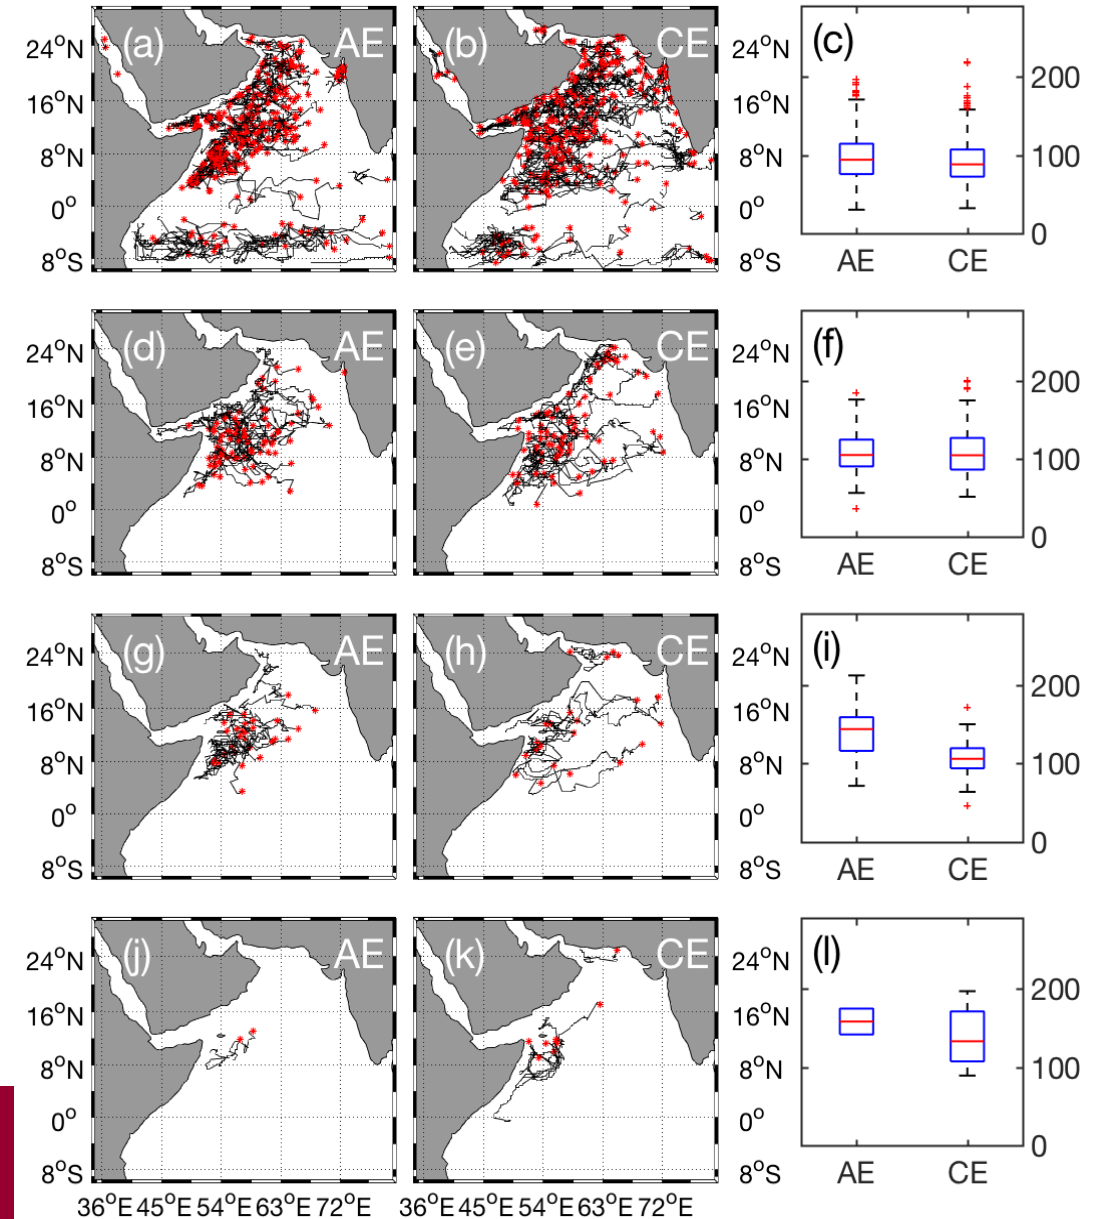 (a) AE (b) CE (c)
24°N 24°N 200
16°N 16°N
8°N 8°N 100
0° 0°
8°S 8°S 0
AE CE
(d) AE (e) CE (f)
24°N 24°N 200
16°N 16°N
8°N 8°N 100
0° 0°
8°S 8°S 0
AE CE
(g) AE (h) CE (i)
24°N 24°N 200
16°N 16°N
8°N 8°N 100
0° 0°
8°S 8°S 0
AE CE
(j) AE (k) CE (l)
24°N 24°N 200
16°N 16°N
8°N 8°N 100
0° 0°
8°S 8°S 0
AE CE
36°E 45°E 54°E 63°E 72°E 36°E 45°E 54°E 63°E 72°E